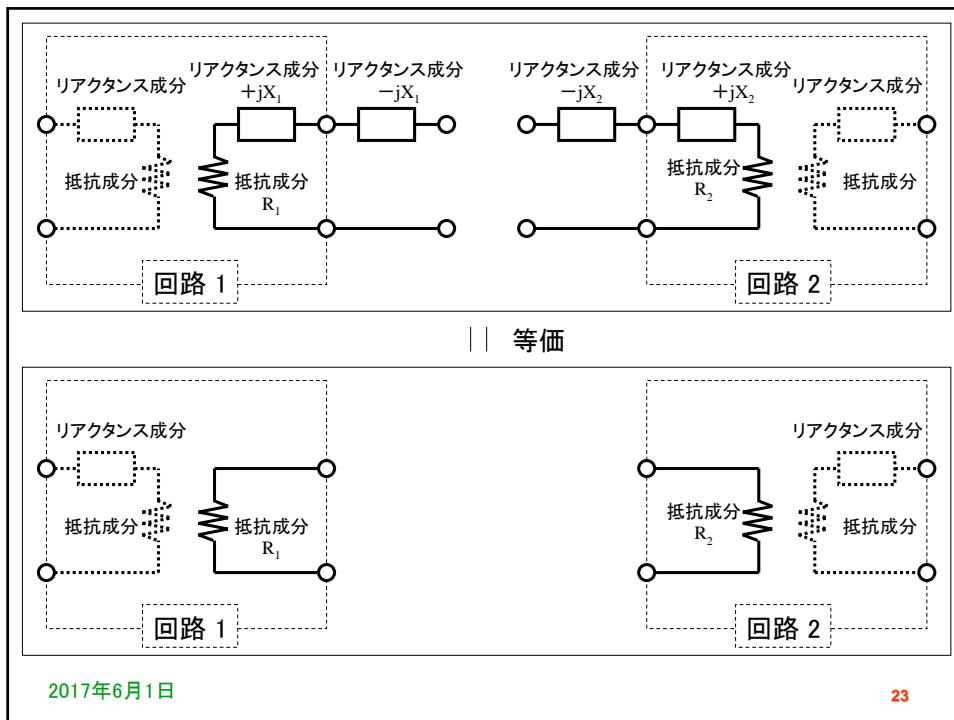 リアクタンス成分
リアクタンス成分
+jX₁
リアクタンス成分
−jX₁
リアクタンス成分
−jX₂
リアクタンス成分
+jX₂
リアクタンス成分
抵抗成分
抵抗成分
R₁
抵抗成分
R₂
抵抗成分
回路 1
回路 2
|| 等価
リアクタンス成分
リアクタンス成分
抵抗成分
抵抗成分
R₁
抵抗成分
R₂
抵抗成分
回路 1
回路 2
2017年6月1日
23